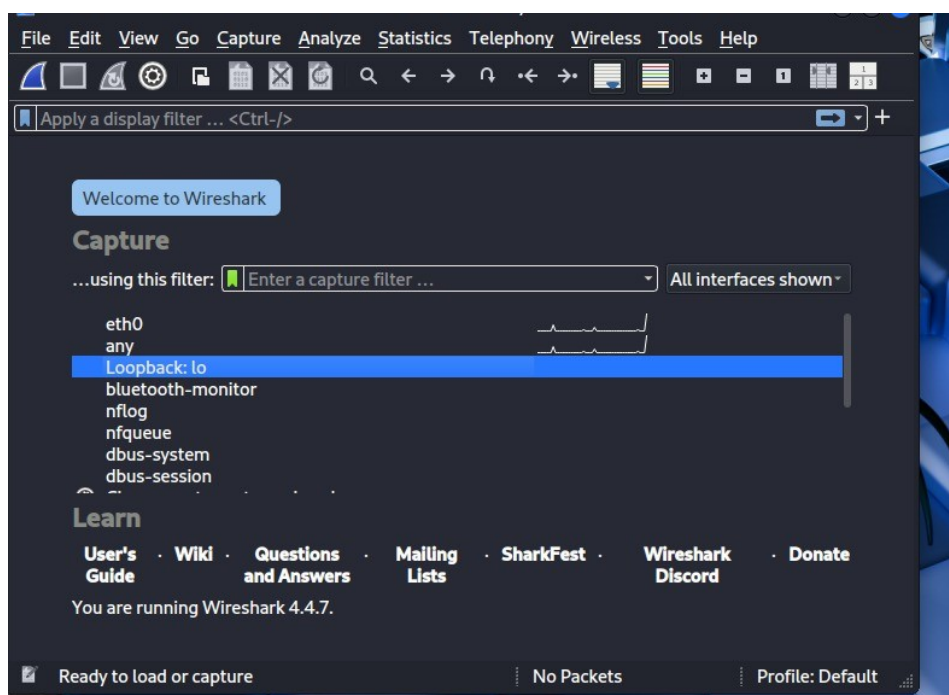 File Edit View Go Capture Analyze Statistics Telephony Wireless Tools Help
Apply a display filter ... <Ctrl-/>
Welcome to Wireshark
Capture
...using this filter: Enter a capture filter ... All interfaces shown
eth0
any
Loopback: lo
bluetooth-monitor
nflog
nfqueue
dbus-system
dbus-session
Learn
User's Guide · Wiki · Questions and Answers · Mailing Lists · SharkFest · Wireshark Discord · Donate
You are running Wireshark 4.4.7.
Ready to load or capture No Packets Profile: Default